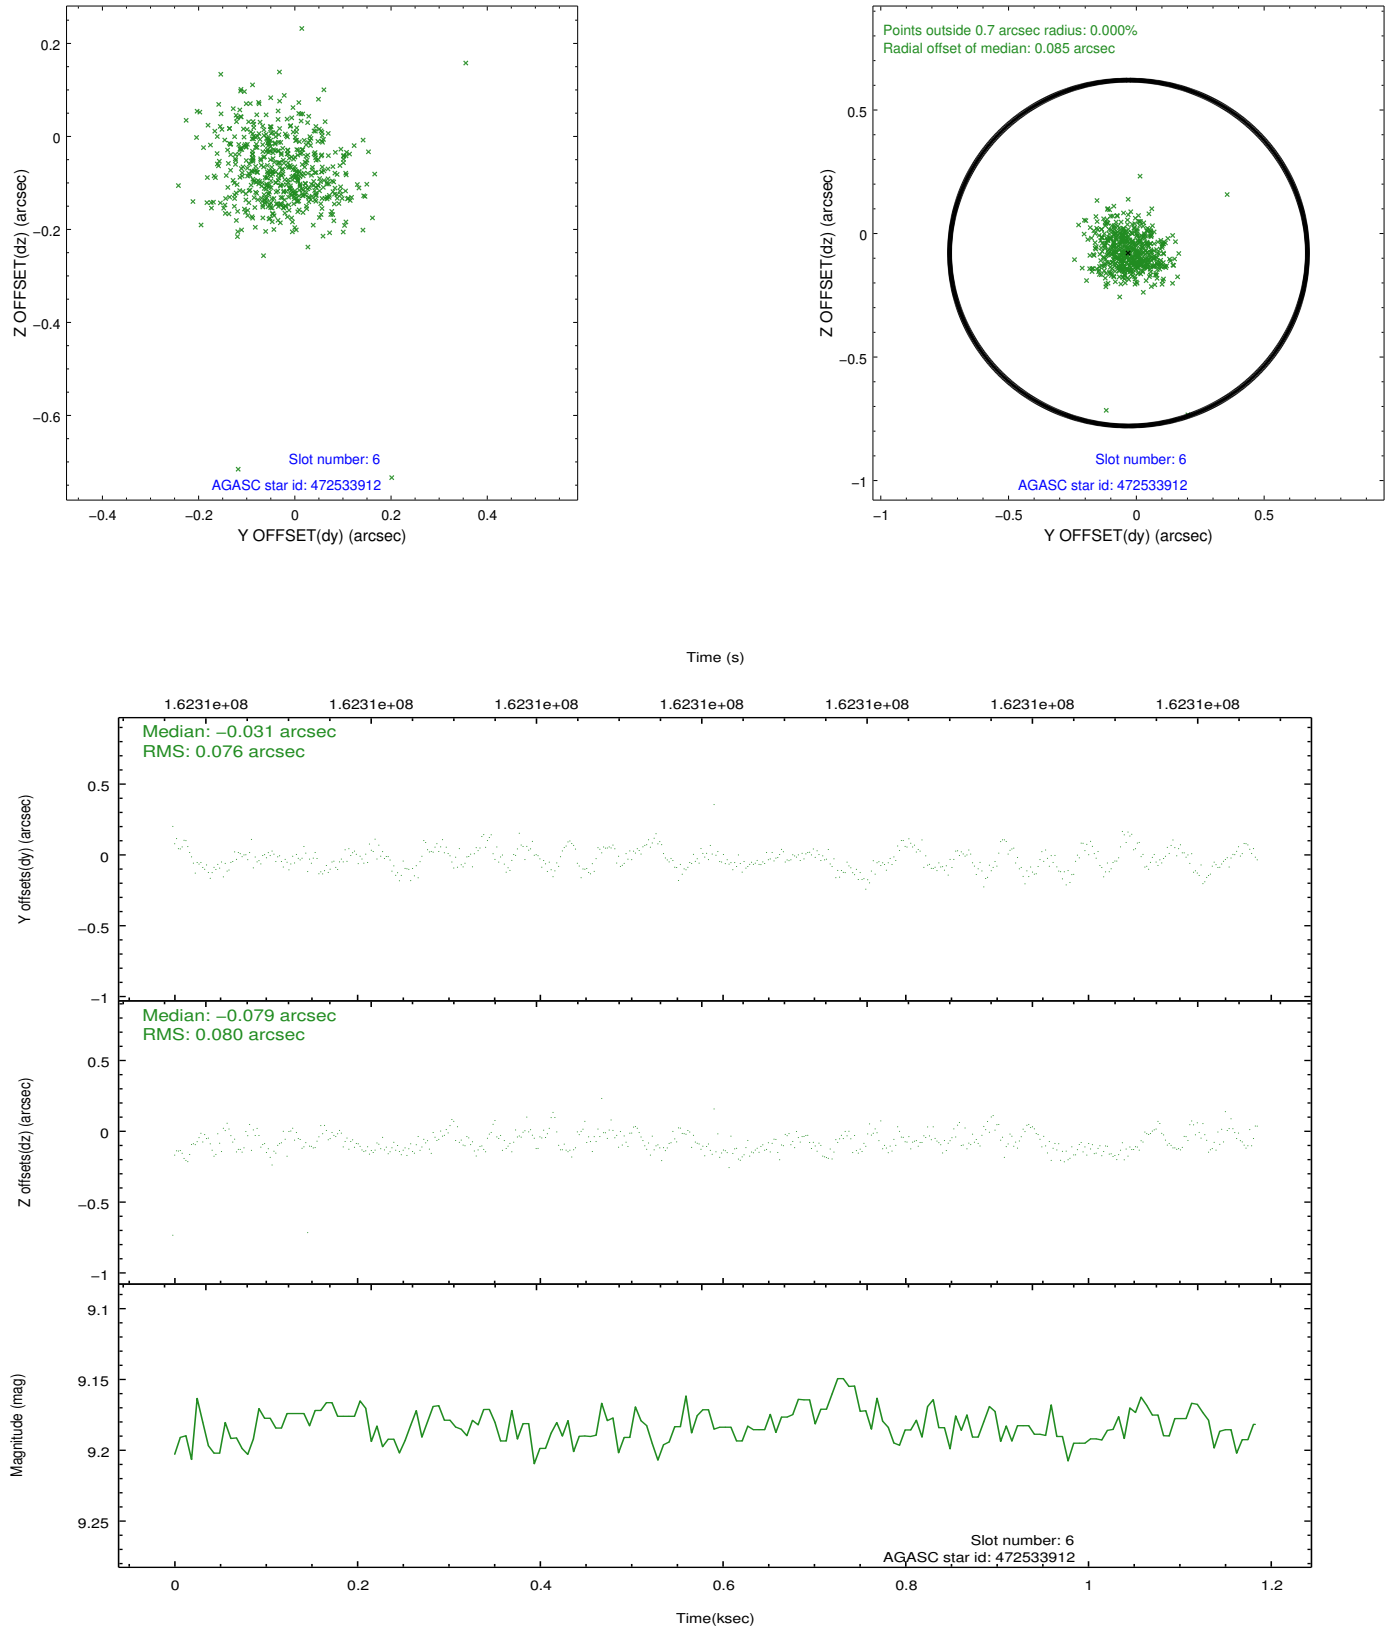 0.2
0
−0.2
−0.4
−0.6
Z OFFSET(dz) (arcsec)
Slot number: 6
AGASC star id: 472533912
−0.4 −0.2 0 0.2 0.4
Y OFFSET(dy) (arcsec)
Points outside 0.7 arcsec radius: 0.000%
Radial offset of median: 0.085 arcsec
0.5
0
−0.5
−1
Z OFFSET(dz) (arcsec)
Slot number: 6
AGASC star id: 472533912
−1 −0.5 0 0.5
Y OFFSET(dy) (arcsec)
Time (s)
1.6231e+08 1.6231e+08 1.6231e+08 1.6231e+08 1.6231e+08 1.6231e+08 1.6231e+08
Median: −0.031 arcsec
RMS: 0.076 arcsec
0.5
0
−0.5
−1
Y offsets(dy) (arcsec)
Median: −0.079 arcsec
RMS: 0.080 arcsec
0.5
0
−0.5
−1
Z offsets(dz) (arcsec)
9.1
9.15
9.2
9.25
Magnitude (mag)
Slot number: 6
AGASC star id: 472533912
0 0.2 0.4 0.6 0.8 1 1.2
Time(ksec)